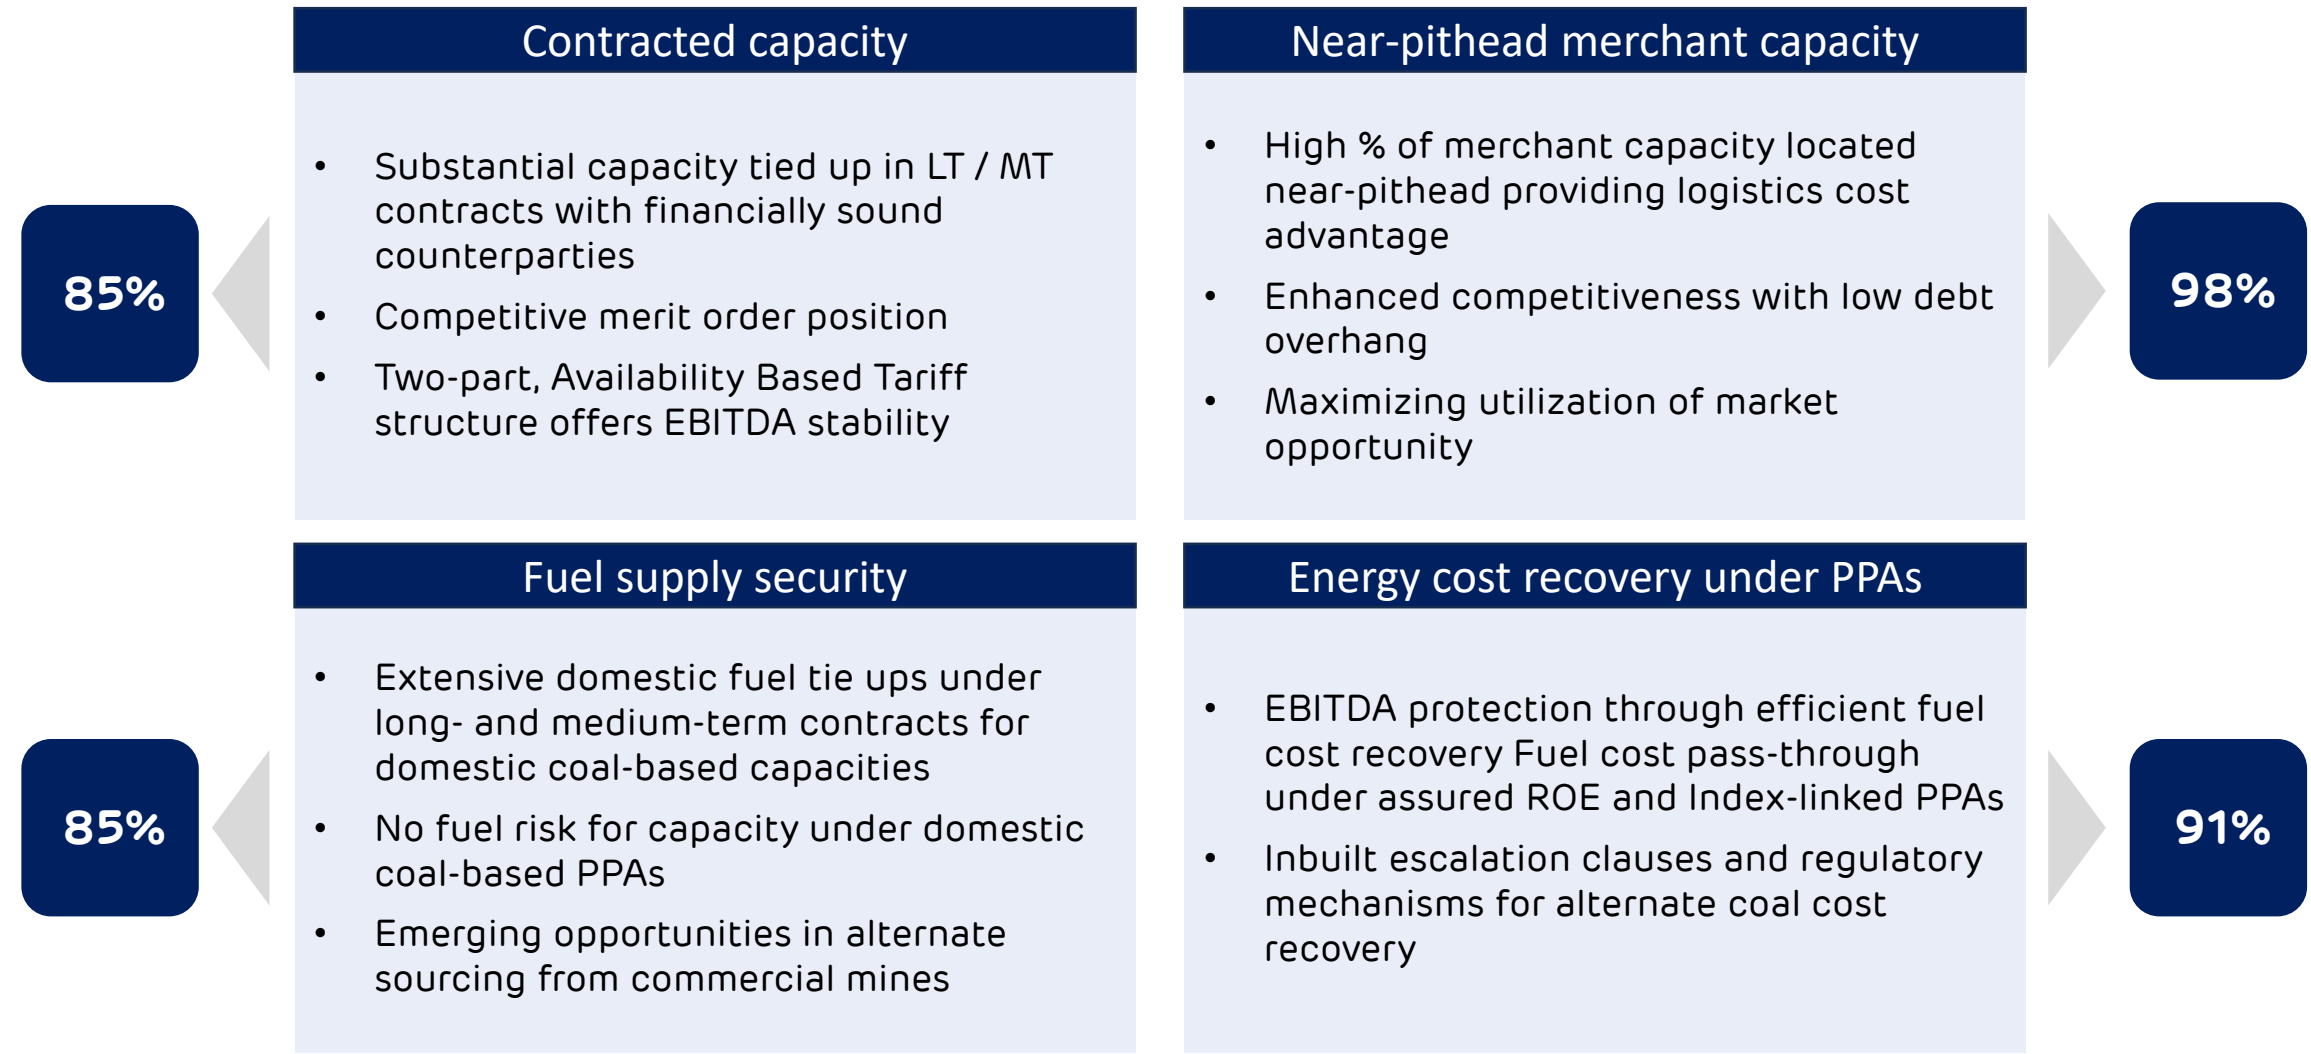 Contracted capacity
• Substantial capacity tied up in LT / MT
contracts with financially sound
counterparties
• Competitive merit order position
• Two-part, Availability Based Tariff
structure offers EBITDA stability
85%
Near-pithead merchant capacity
• High % of merchant capacity located
near-pithead providing logistics cost
advantage
• Enhanced competitiveness with low debt
overhang
• Maximizing utilization of market
opportunity
98%
Fuel supply security
• Extensive domestic fuel tie ups under
long- and medium-term contracts for
domestic coal-based capacities
• No fuel risk for capacity under domestic
coal-based PPAs
• Emerging opportunities in alternate
sourcing from commercial mines
85%
Energy cost recovery under PPAs
• EBITDA protection through efficient fuel
cost recovery Fuel cost pass-through
under assured ROE and Index-linked PPAs
• Inbuilt escalation clauses and regulatory
mechanisms for alternate coal cost
recovery
91%